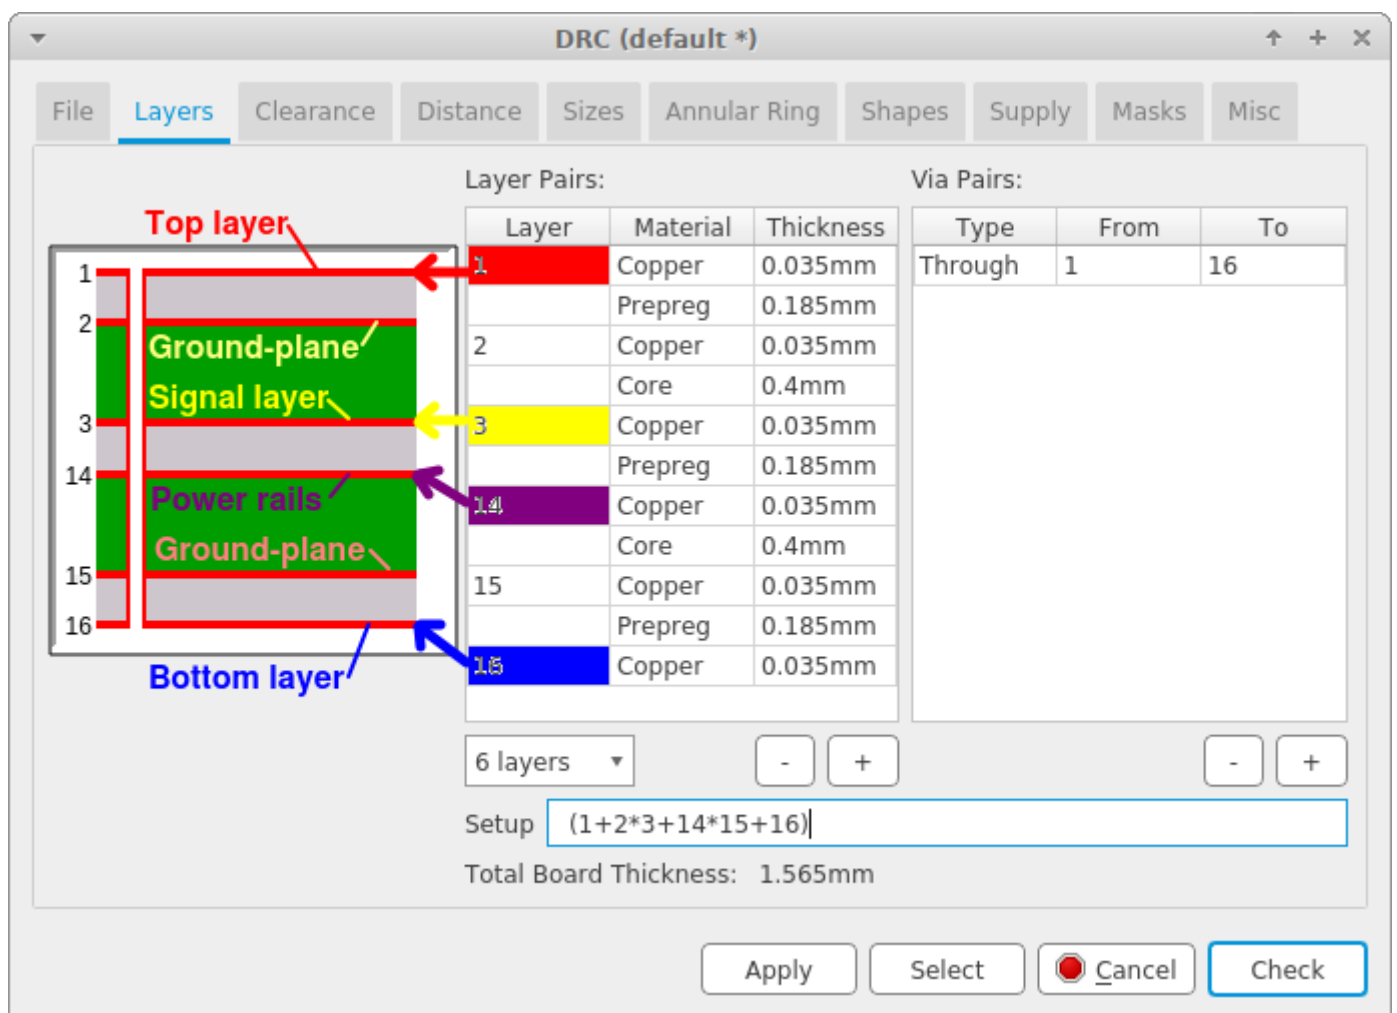 DRC (default *)
File Layers Clearance Distance Sizes Annular Ring Shapes Supply Masks Misc
Layer Pairs:
Via Pairs:
Top layer
1
2
Ground-plane
Signal layer
3
14
Power rails
Ground-plane
15
16
Bottom layer
Layer Material Thickness
1 Copper 0.035mm
Prepreg 0.185mm
2 Copper 0.035mm
Core 0.4mm
3 Copper 0.035mm
Prepreg 0.185mm
14 Copper 0.035mm
Core 0.4mm
15 Copper 0.035mm
Prepreg 0.185mm
16 Copper 0.035mm
Type From To
Through 1 16
6 layers
- +
- +
Setup (1+2*3+14*15+16)
Total Board Thickness: 1.565mm
Apply Select Cancel Check